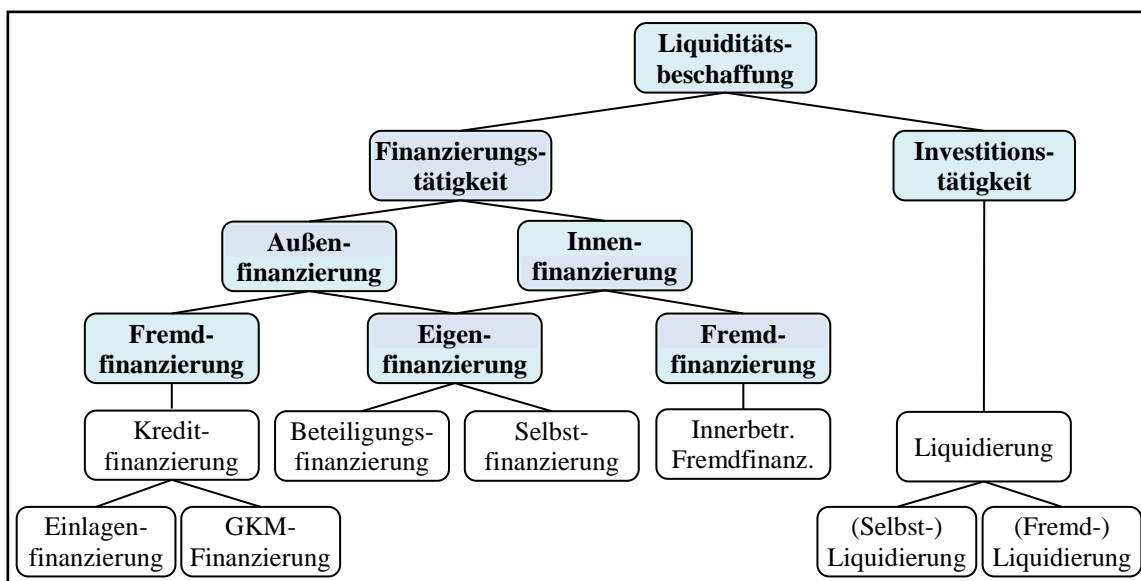 Liquiditäts-
beschaffung
Finanzierungs-
tätigkeit
Investitions-
tätigkeit
Außen-
finanzierung
Innen-
finanzierung
Fremd-
finanzierung
Eigen-
finanzierung
Fremd-
finanzierung
Kredit-
finanzierung
Beteiligungs-
finanzierung
Selbst-
finanzierung
Innerbetr.
Fremdfinanz.
Liquidierung
Einlagen-
finanzierung
GKM-
Finanzierung
(Selbst-)
Liquidierung
(Fremd-)
Liquidierung